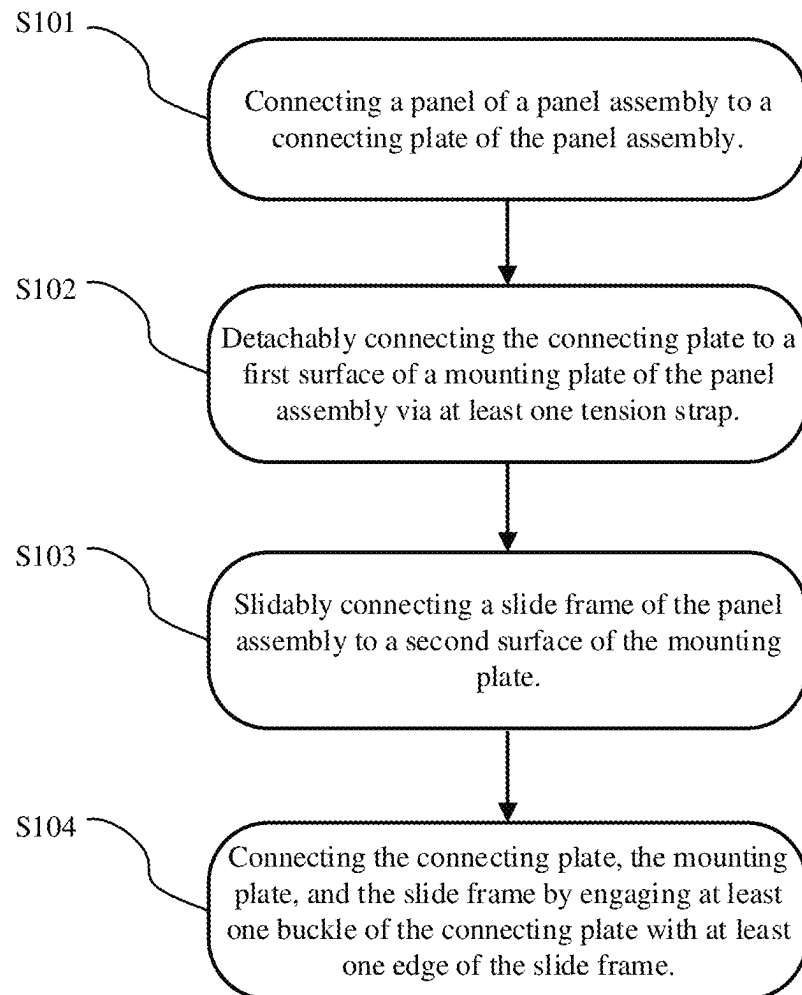 S101
Connecting a panel of a panel assembly to a
connecting plate of the panel assembly.
S102
Detachably connecting the connecting plate to a
first surface of a mounting plate of the panel
assembly via at least one tension strap.
S103
Slidably connecting a slide frame of the panel
assembly to a second surface of the mounting
plate.
S104
Connecting the connecting plate, the mounting
plate, and the slide frame by engaging at least
one buckle of the connecting plate with at least
one edge of the slide frame.